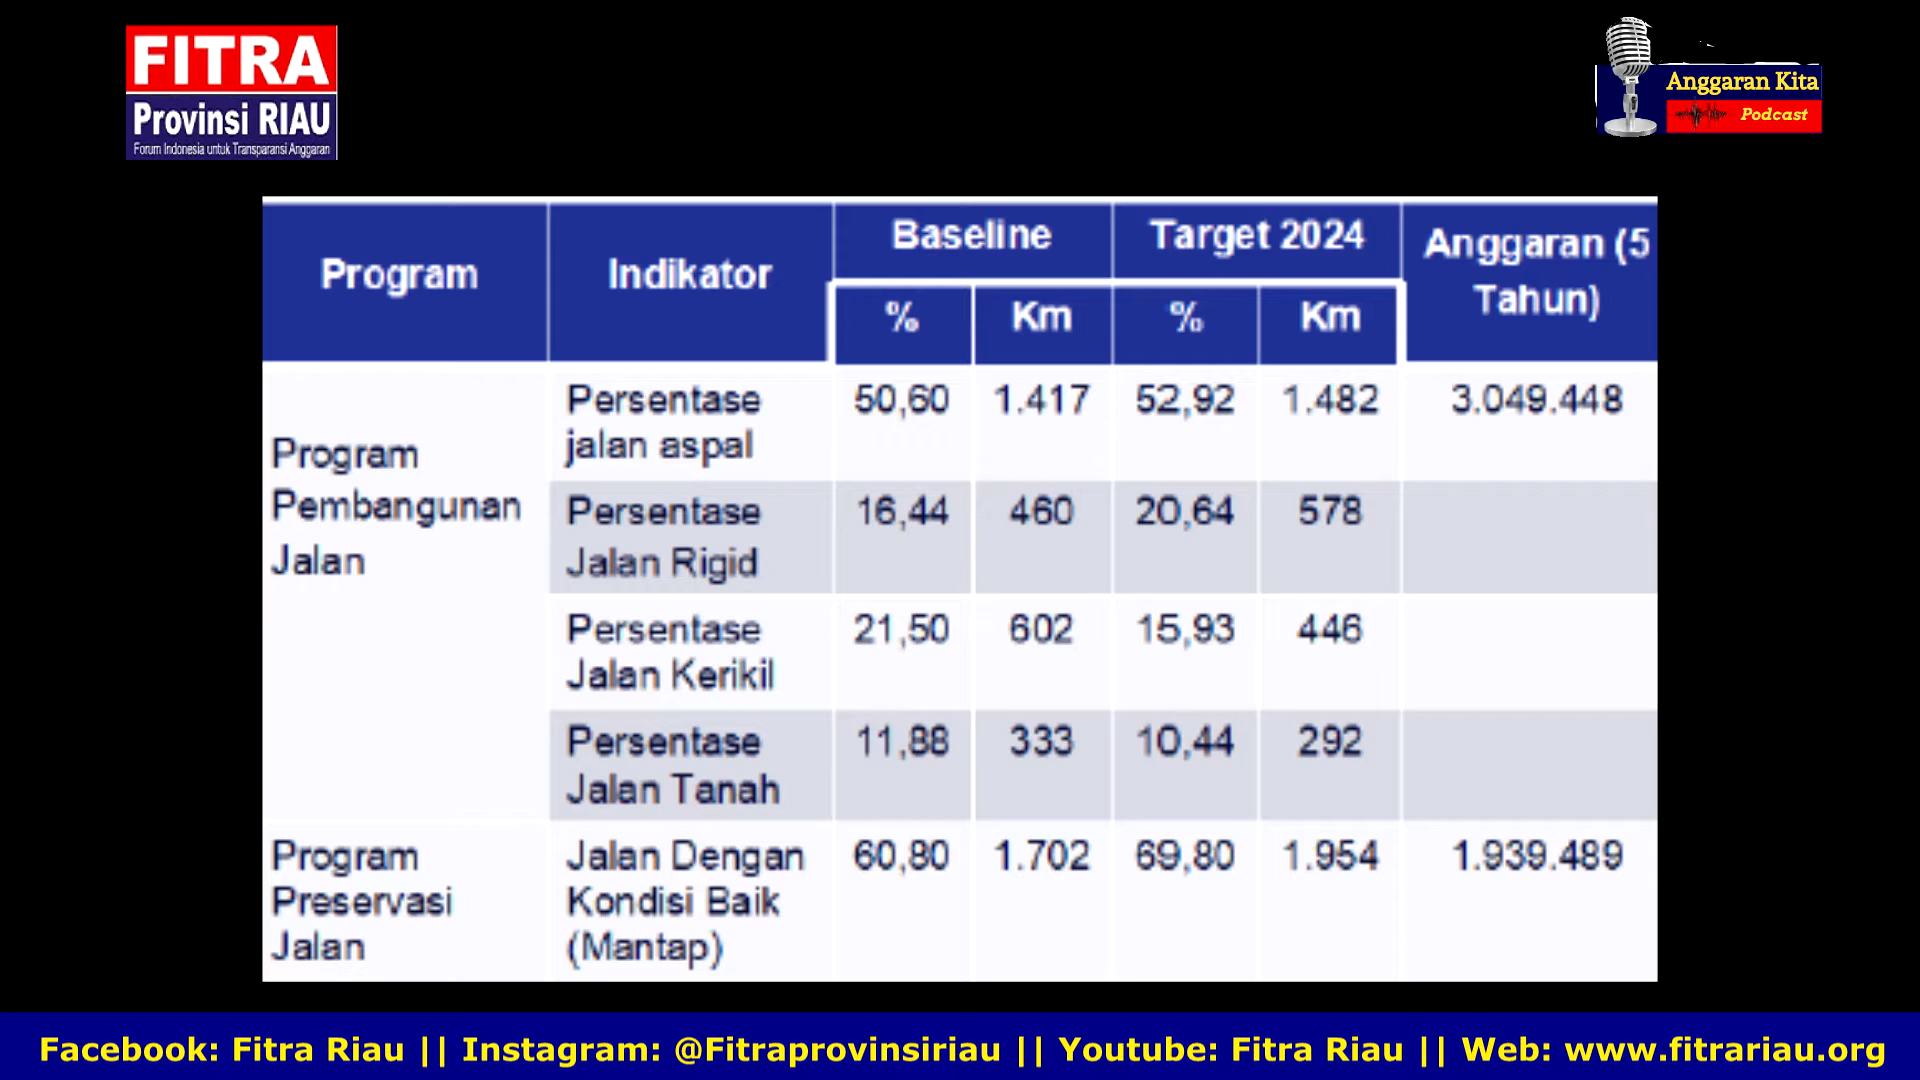 FITRA
Provinsi RIAU
Forum Indonesia untuk Transparansi Anggaran
Anggaran Kita
Podcast
Program
Indikator
Baseline
Target 2024
Anggaran (5
Tahun)
%
Km
%
Km
Program
Pembangunan
Jalan
Persentase
jalan aspal
50,60
1.417
52,92
1.482
3.049.448
Persentase
Jalan Rigid
16,44
460
20,64
578
Persentase
Jalan Kerikil
21,50
602
15,93
446
Persentase
Jalan Tanah
11,88
333
10,44
292
Program
Preservasi
Jalan
Jalan Dengan
Kondisi Baik
(Mantap)
60,80
1.702
69,80
1.954
1.939.489
Facebook: Fitra Riau || Instagram: @Fitraprovinsiriau || Youtube: Fitra Riau || Web: www.fitrariau.org